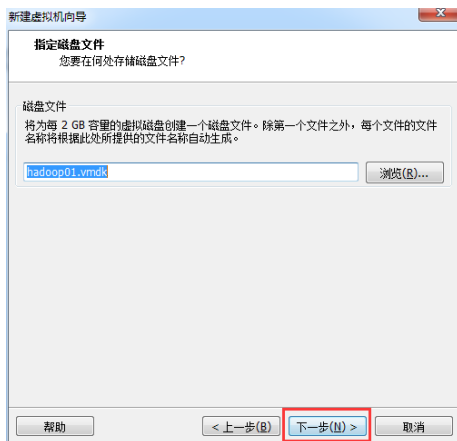 新建虚拟机向导
指定磁盘文件
您要在何处存储磁盘文件?
磁盘文件
将为每 2 GB 容量的虚拟磁盘创建一个磁盘文件。除第一个文件之外，每个文件的文件
名称将根据此处所提供的文件名称自动生成。
hadoop01.vmdk
浏览(R)...
帮助
< 上一步(B)
下一步(N) >
取消